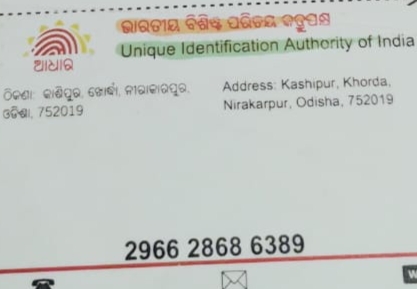 ଭାରତୀୟ ବିଶିଷ୍ଟ ପରିଚୟ
Unique Identification Authority of India
ଆଧାର
ଠିକଣା: କାଶିପୁର, ଖୋର୍ଦ୍ଧା, ନୀରାକାରପୁର,
ଓଡିଶା, 752019
Address: Kashipur, Khorda,
Nirakarpur, Odisha, 752019
2966 2868 6389